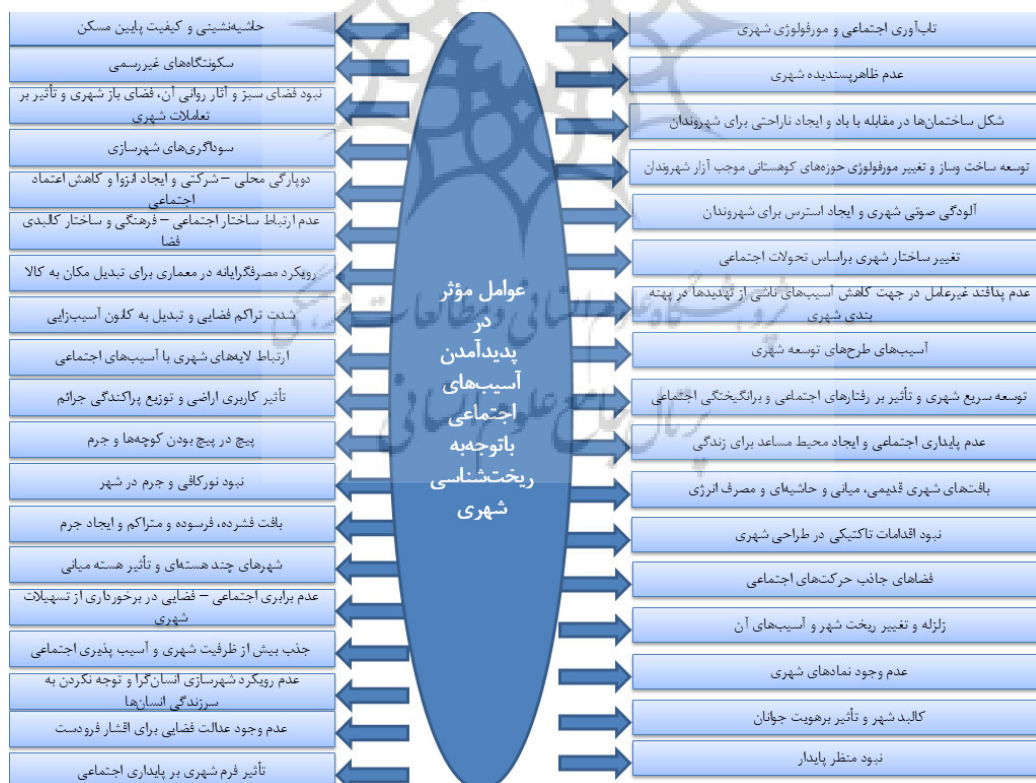 تاب‌آوری اجتماعی و مورفولوژی شهری
عدم ظاهرپسندیده شهری
شکل ساختمان‌ها در مقابله با باد و ایجاد ناراحتی برای شهروندان
توسعه ساخت وساز و تغییر مورفولوژی حوزه‌های کوهستانی موجب آزار شهروندان
آلودگی صوتی شهری و ایجاد استرس برای شهروندان
تغییر ساختار شهری براساس تحولات اجتماعی
عدم پدافند غیرعامل در جهت کاهش آسیب‌های ناشی از تهدیدها در پهنه
بندی شهری
آسیب‌های طرح‌های توسعه شهری
توسعه سریع شهری و تأثیر بر رفتارهای اجتماعی و برانگیختگی اجتماعی
عدم پایداری اجتماعی و ایجاد محیط مساعد برای زندگی
بافت‌های شهری قدیمی، میانی و حاشیه‌ای و مصرف انرژی
نبود اقدامات تاکتیکی در طراحی شهری
فضاهای جاذب حرکت‌های اجتماعی
زلزله و تغییر ریخت شهر و آسیب‌های آن
عدم وجود نمادهای شهری
کالبد شهر و تأثیر برهویت جوانان
نبود منظر پایدار
عوامل مؤثر
در
پدیدآمدن
آسیب‌های
اجتماعی
باتوجه‌به
ریخت‌شناسی
شهری
حاشیه‌نشینی و کیفیت پایین مسکن
سکونتگاه‌های غیررسمی
نبود فضای سبز و آثار روانی آن، فضای باز شهری و تأثیر بر
تعاملات شهری
سوداگری‌های شهرسازی
دوپارگی محلی – شرکتی و ایجاد انزوا و کاهش اعتماد
اجتماعی
عدم ارتباط ساختار اجتماعی – فرهنگی و ساختار کالبدی
فضا
رویکرد مصرفگرایانه در معماری برای تبدیل مکان به کالا
شدت تراکم فضایی و تبدیل به کانون آسیب‌زایی
ارتباط لایه‌های شهری با آسیب‌های اجتماعی
تأثیر کاربری اراضی و توزیع پراکندگی جرائم
پیچ در پیچ بودن کوچه‌ها و جرم
نبود نورکافی و جرم در شهر
بافت فشرده، فرسوده و متراکم و ایجاد جرم
شهرهای چند هسته‌ای و تأثیر هسته میانی
عدم برابری اجتماعی – فضایی در برخورداری از تسهیلات
شهری
جذب بیش از ظرفیت شهری و آسیب پذیری اجتماعی
عدم رویکرد شهرسازی انسان‌گرا و توجه نکردن به
سرزندگی انسان‌ها
عدم وجود عدالت فضایی برای اقشار فرودست
تأثیر فرم شهری بر پایداری اجتماعی
پژوهشگاه علوم انسانی و مطالعات فرهنگی
پرتال جامع علوم انسانی